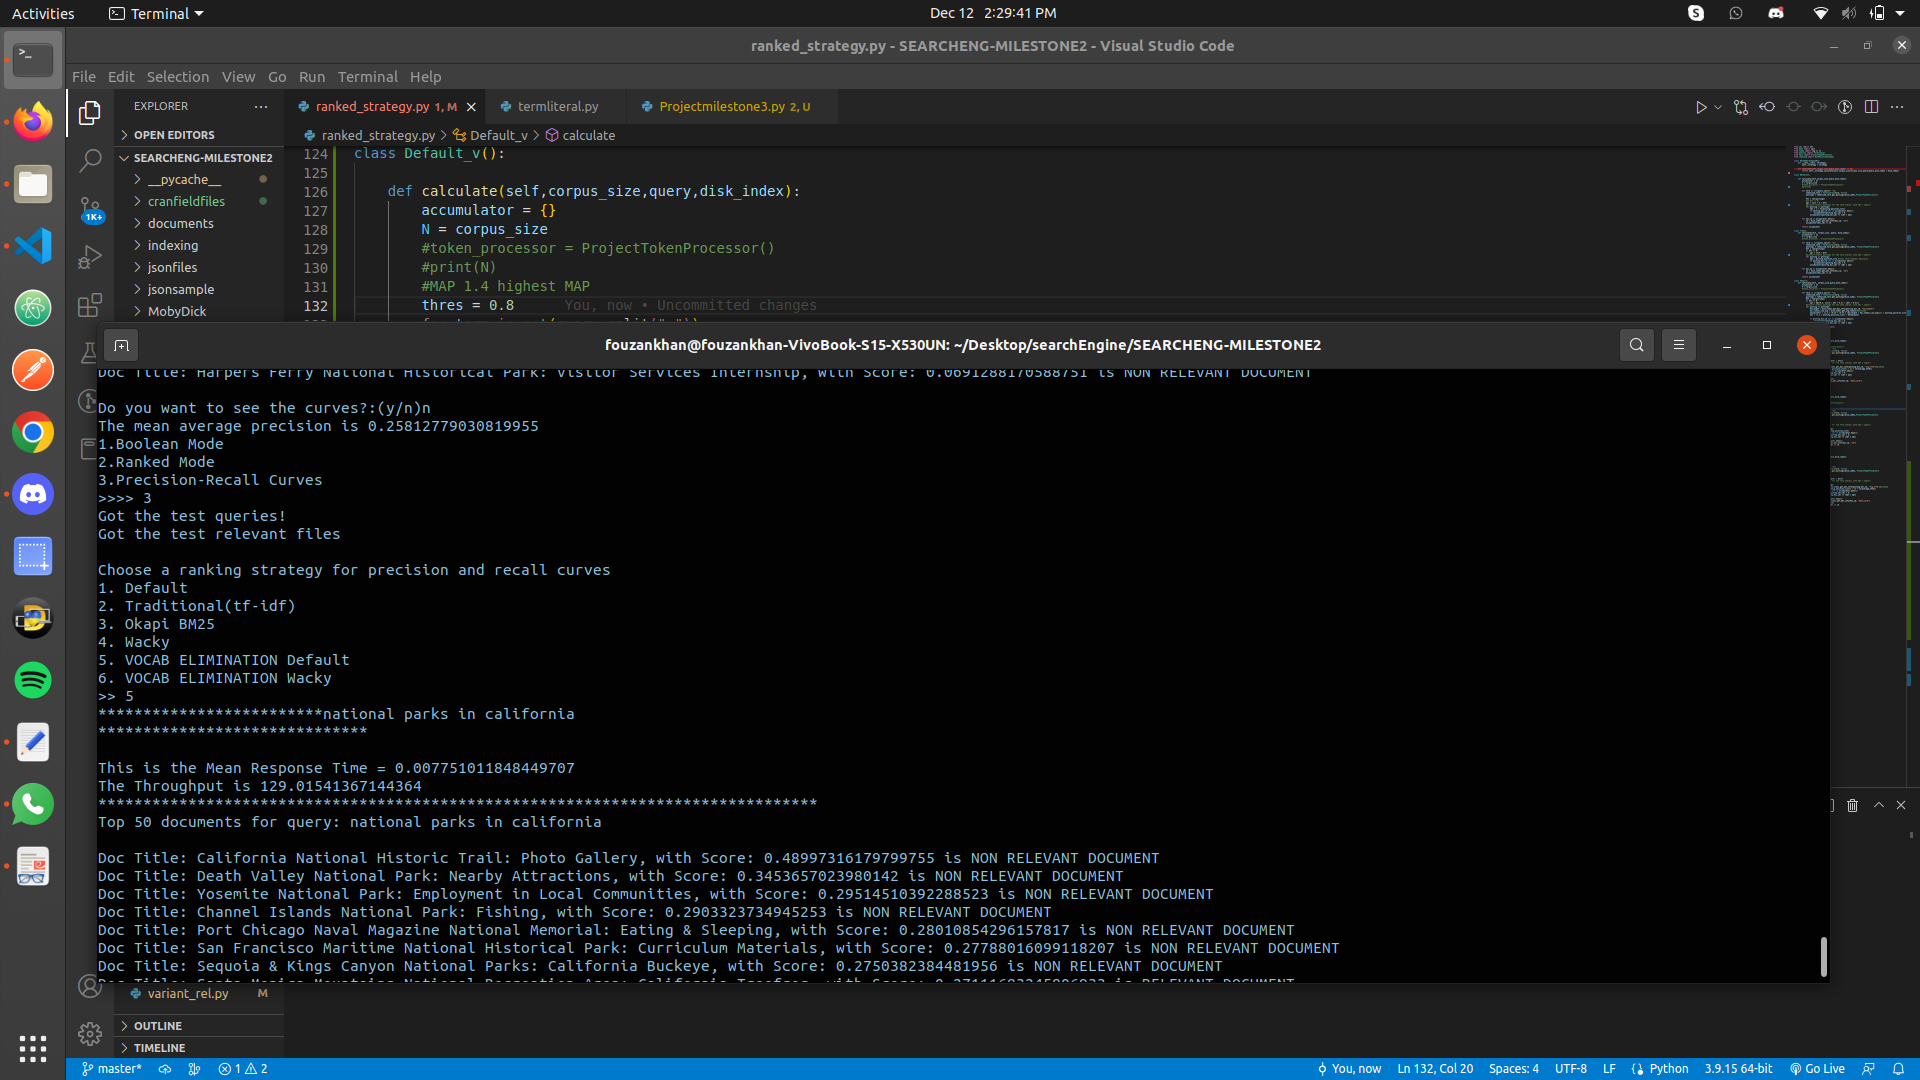 Activities
Terminal
Dec 12 2:29:41 PM
ranked_strategy.py - SEARCHENG-MILESTONE2 - Visual Studio Code
File Edit Selection View Go Run Terminal Help
EXPLORER
ranked_strategy.py 1, M
termliteral.py
Projectmilestone3.py 2, U
OPEN EDITORS
ranked_strategy.py > Default_v > calculate
SEARCHENG-MILESTONE2
__pycache__
cranfieldfiles
documents
indexing
jsonfiles
jsonsample
MobyDick
1K+
124 class Default_v():
125
126 def calculate(self,corpus_size,query,disk_index):
127 accumulator = {}
128 N = corpus_size
129 #token_processor = ProjectTokenProcessor()
130 #print(N)
131 #MAP 1.4 highest MAP
132 thres = 0.8 You, now • Uncommitted changes
fouzankhan@fouzankhan-VivoBook-S15-X530UN: ~/Desktop/searchEngine/SEARCHENG-MILESTONE2
Doc Title: Harpers Ferry National Historical Park: Visitor Services Internship, with Score: 0.0691288170588751 is NON RELEVANT DOCUMENT
Do you want to see the curves?:(y/n)n
The mean average precision is 0.25812779030819955
1.Boolean Mode
2.Ranked Mode
3.Precision-Recall Curves
>>>> 3
Got the test queries!
Got the test relevant files
Choose a ranking strategy for precision and recall curves
1. Default
2. Traditional(tf-idf)
3. Okapi BM25
4. Wacky
5. VOCAB ELIMINATION Default
6. VOCAB ELIMINATION Wacky
>> 5
*************************national parks in california
******************************
This is the Mean Response Time = 0.007751011848449707
The Throughput is 129.01541367144364
********************************************************************************
Top 50 documents for query: national parks in california
Doc Title: California National Historic Trail: Photo Gallery, with Score: 0.48997316179799755 is NON RELEVANT DOCUMENT
Doc Title: Death Valley National Park: Nearby Attractions, with Score: 0.3453657023980142 is NON RELEVANT DOCUMENT
Doc Title: Yosemite National Park: Employment in Local Communities, with Score: 0.29514510392288523 is NON RELEVANT DOCUMENT
Doc Title: Channel Islands National Park: Fishing, with Score: 0.2903323734945253 is NON RELEVANT DOCUMENT
Doc Title: Port Chicago Naval Magazine National Memorial: Eating & Sleeping, with Score: 0.28010854296157817 is NON RELEVANT DOCUMENT
Doc Title: San Francisco Maritime National Historical Park: Curriculum Materials, with Score: 0.27788016099118207 is NON RELEVANT DOCUMENT
Doc Title: Sequoia & Kings Canyon National Parks: California Buckeye, with Score: 0.2750382384481956 is NON RELEVANT DOCUMENT
variant_rel.py M
OUTLINE
TIMELINE
master* 1 2 You, now Ln 132, Col 20 Spaces: 4 UTF-8 LF Python 3.9.15 64-bit Go Live